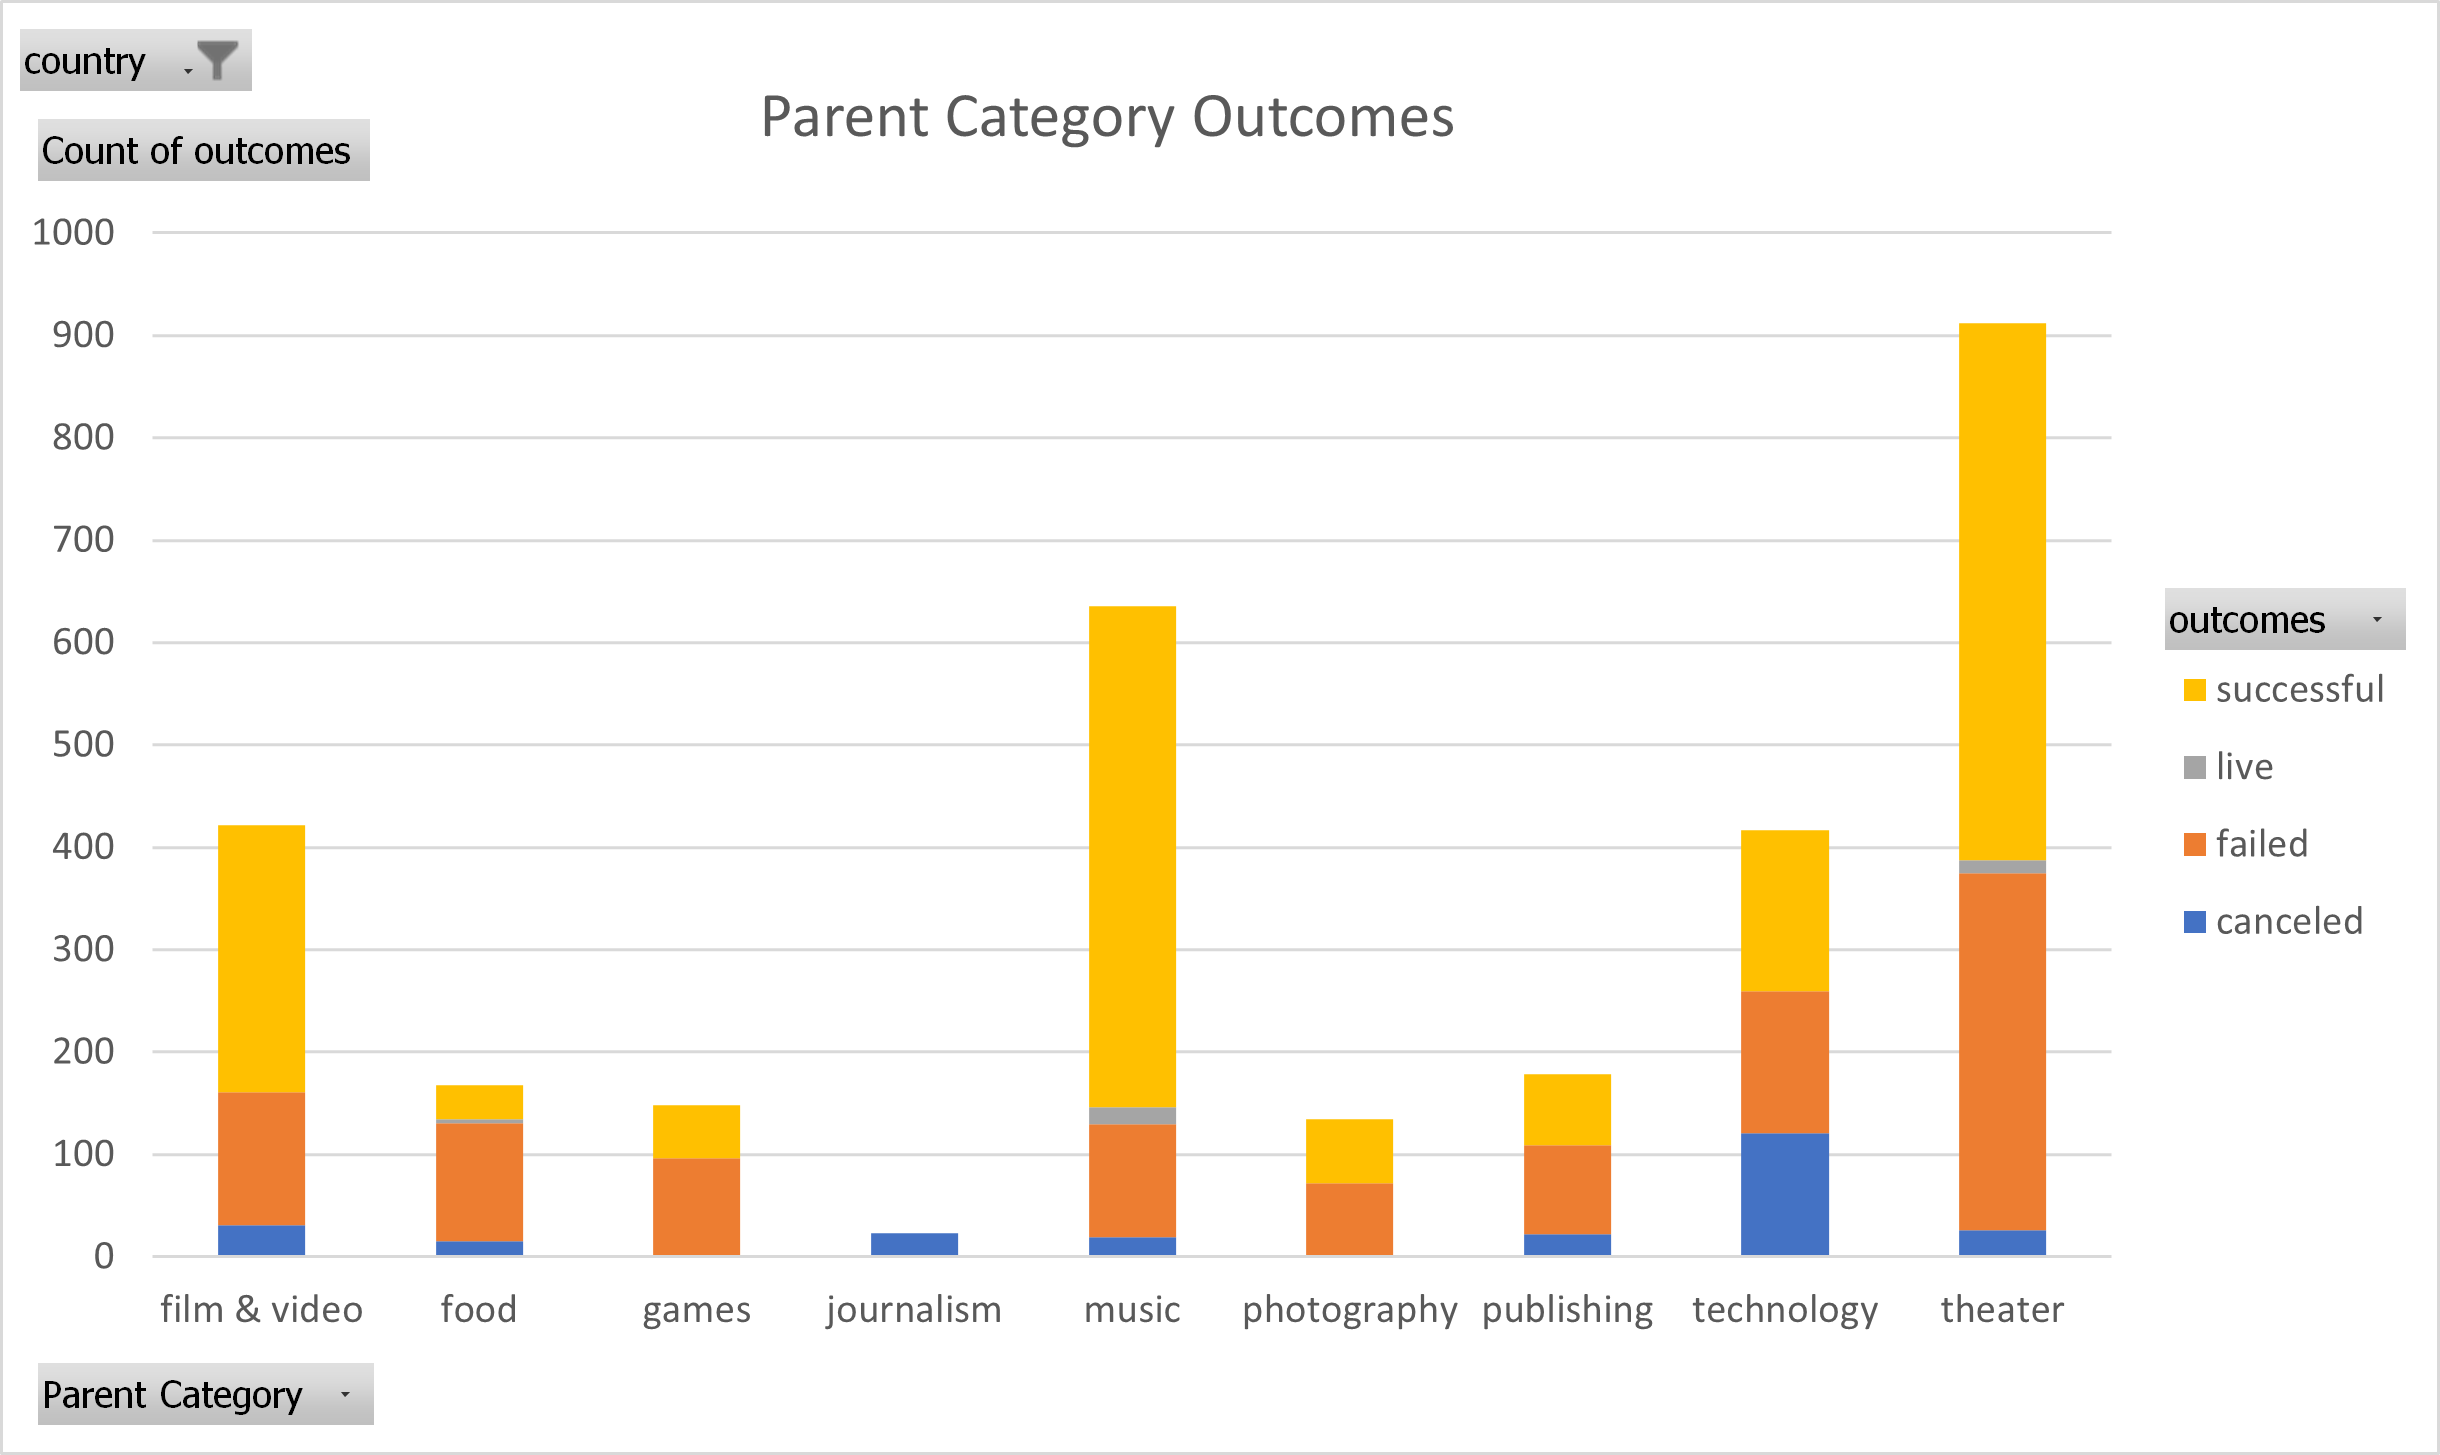 country
Count of outcomes
Parent Category Outcomes
1000
900
800
700
600
500
400
300
200
100
0
film & video food games journalism music photography publishing technology theater
outcomes
successful
live
failed
canceled
Parent Category